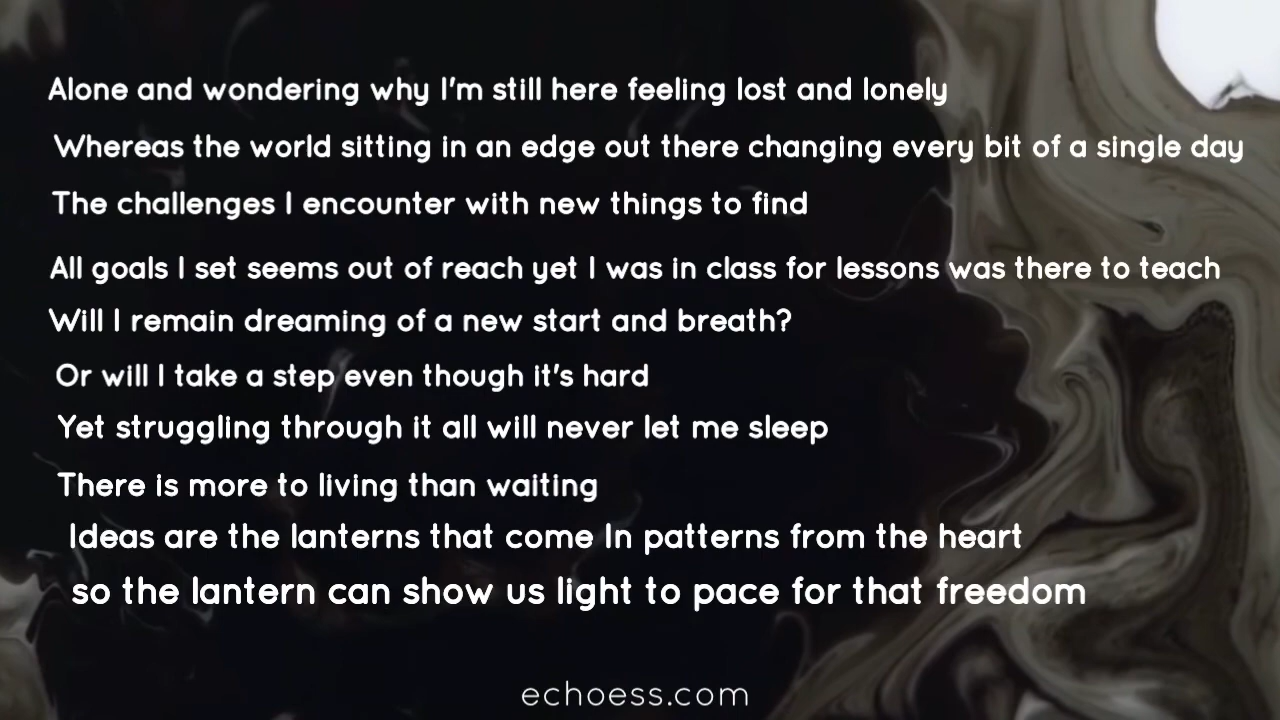 Alone and wondering why I'm still here feeling lost and lonely
Whereas the world sitting in an edge out there changing every bit of a single day
The challenges I encounter with new things to find
All goals I set seems out of reach yet I was in class for lessons was there to teach
Will I remain dreaming of a new start and breath?
Or will I take a step even though it's hard
Yet struggling through it all will never let me sleep
There is more to living than waiting
Ideas are the lanterns that come In patterns from the heart
so the lantern can show us light to pace for that freedom
echoess.com